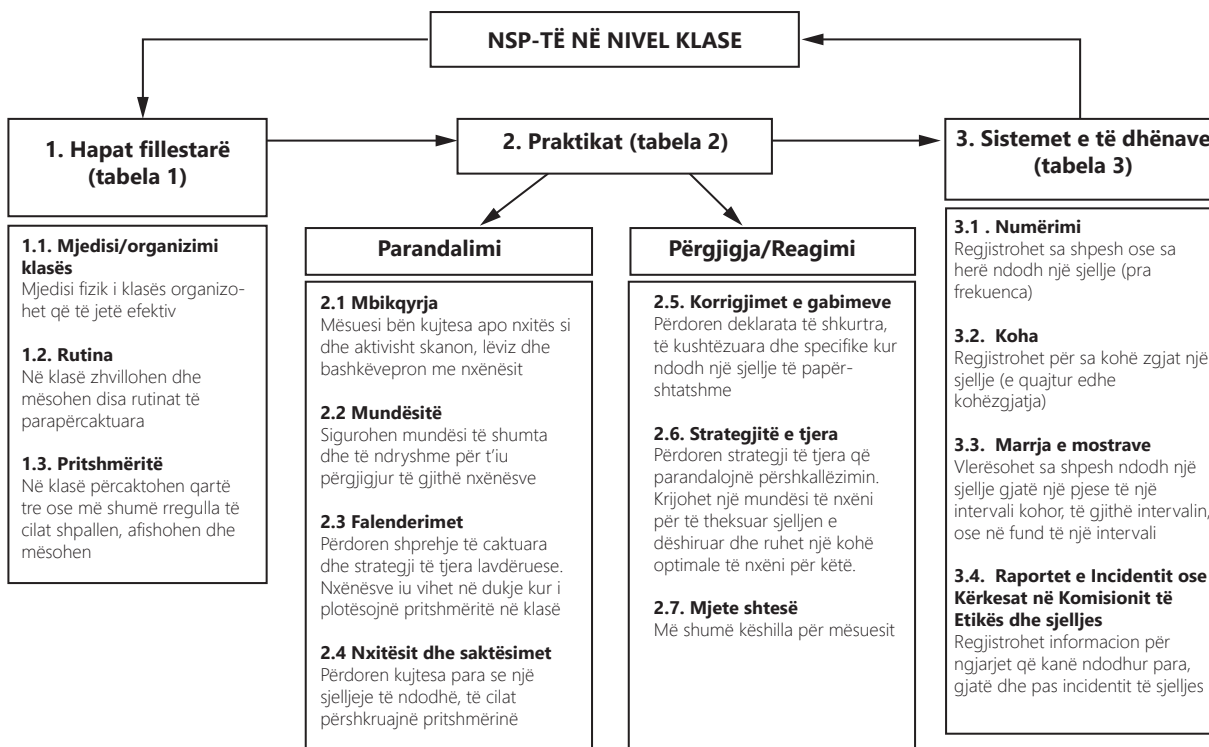 NSP-TË NË NIVEL KLASE
1. Hapat fillestarë
(tabela 1)
2. Praktikat (tabela 2)
3. Sistemet e të dhënave
(tabela 3)
1.1. Mjedisi/organizimi
klasës
Mjedisi fizik i klasës organizo-
het që të jetë efektiv
1.2. Rutina
Në klasë zhvillohen dhe
mësohen disa rutinat të
parapërcaktuara
1.3. Pritshmëritë
Në klasë përcaktohen qartë
tre ose më shumë rregulla të
cilat shpallen, afishohen dhe
mësohen
Parandalimi
2.1 Mbikqyrja
Mësuesi bën kujtesa apo nxitës si
dhe aktivisht skanon, lëviz dhe
bashkëvepron me nxënësit
2.2 Mundësitë
Sigurohen mundësi të shumta
dhe të ndryshme për t'iu
përgjigjur të gjithë nxënësve
2.3 Falenderimet
Përdoren shprehje të caktuara
dhe strategji të tjera lavdëruese.
Nxënësve iu vihet në dukje kur i
plotësojnë pritshmëritë në klasë
2.4 Nxitësit dhe saktësimet
Përdoren kujtesa para se një
sjelljeje të ndodhë, të cilat
përshkruajnë pritshmërinë
Përgjigja/Reagimi
2.5. Korrigjimet e gabimeve
Përdoren deklarata të shkurtra,
të kushtëzuara dhe specifike kur
ndodh një sjellje të papër-
shtatshme
2.6. Strategjitë e tjera
Përdoren strategji të tjera që
parandalojnë përshkallëzimin.
Krijohet një mundësi të nxëni
për të theksuar sjelljen e
dëshiruar dhe ruhet një kohë
optimale të nxëni për këtë.
2.7. Mjete shtesë
Më shumë këshilla për mësuesit
3.1 . Numërimi
Regjistrohet sa shpesh ose sa
herë ndodh një sjellje (pra
frekuenca)
3.2. Koha
Regjistrohet për sa kohë zgjat një
sjellje (e quajtur edhe
kohëzgjatja)
3.3. Marrja e mostrave
Vlerësohet sa shpesh ndodh një
sjellje gjatë një pjese të një
intervali kohor, të gjithë intervalin,
ose në fund të një intervali
3.4. Raportet e Incidentit ose
Kërkesat në Komisionit të
Etikës dhe sjelljes
Regjistrohet informacion për
ngjarjet që kanë ndodhur para,
gjatë dhe pas incidentit të sjelljes